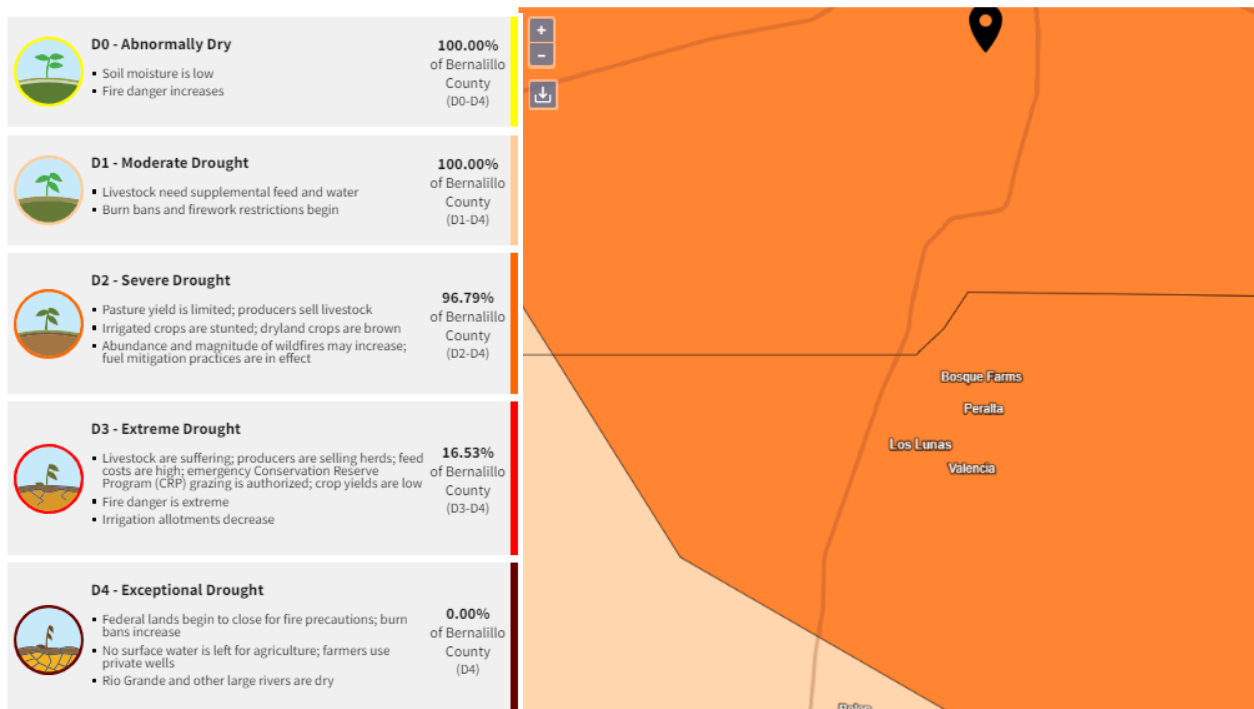 D0 - Abnormally Dry
▪ Soil moisture is low
▪ Fire danger increases
100.00%
of Bernalillo
County
(D0-D4)
D1 - Moderate Drought
▪ Livestock need supplemental feed and water
▪ Burn bans and firework restrictions begin
100.00%
of Bernalillo
County
(D1-D4)
D2 - Severe Drought
▪ Pasture yield is limited; producers sell livestock
▪ Irrigated crops are stunted; dryland crops are brown
▪ Abundance and magnitude of wildfires may increase;
fuel mitigation practices are in effect
96.79%
of Bernalillo
County
(D2-D4)
D3 - Extreme Drought
▪ Livestock are suffering; producers are selling herds; feed
costs are high; emergency Conservation Reserve
Program (CRP) grazing is authorized; crop yields are low
▪ Fire danger is extreme
▪ Irrigation allotments decrease
16.53%
of Bernalillo
County
(D3-D4)
D4 - Exceptional Drought
▪ Federal lands begin to close for fire precautions; burn
bans increase
▪ No surface water is left for agriculture; farmers use
private wells
▪ Rio Grande and other large rivers are dry
0.00%
of Bernalillo
County
(D4)
+
−
Bosque Farms
Peralta
Los Lunas
Valencia